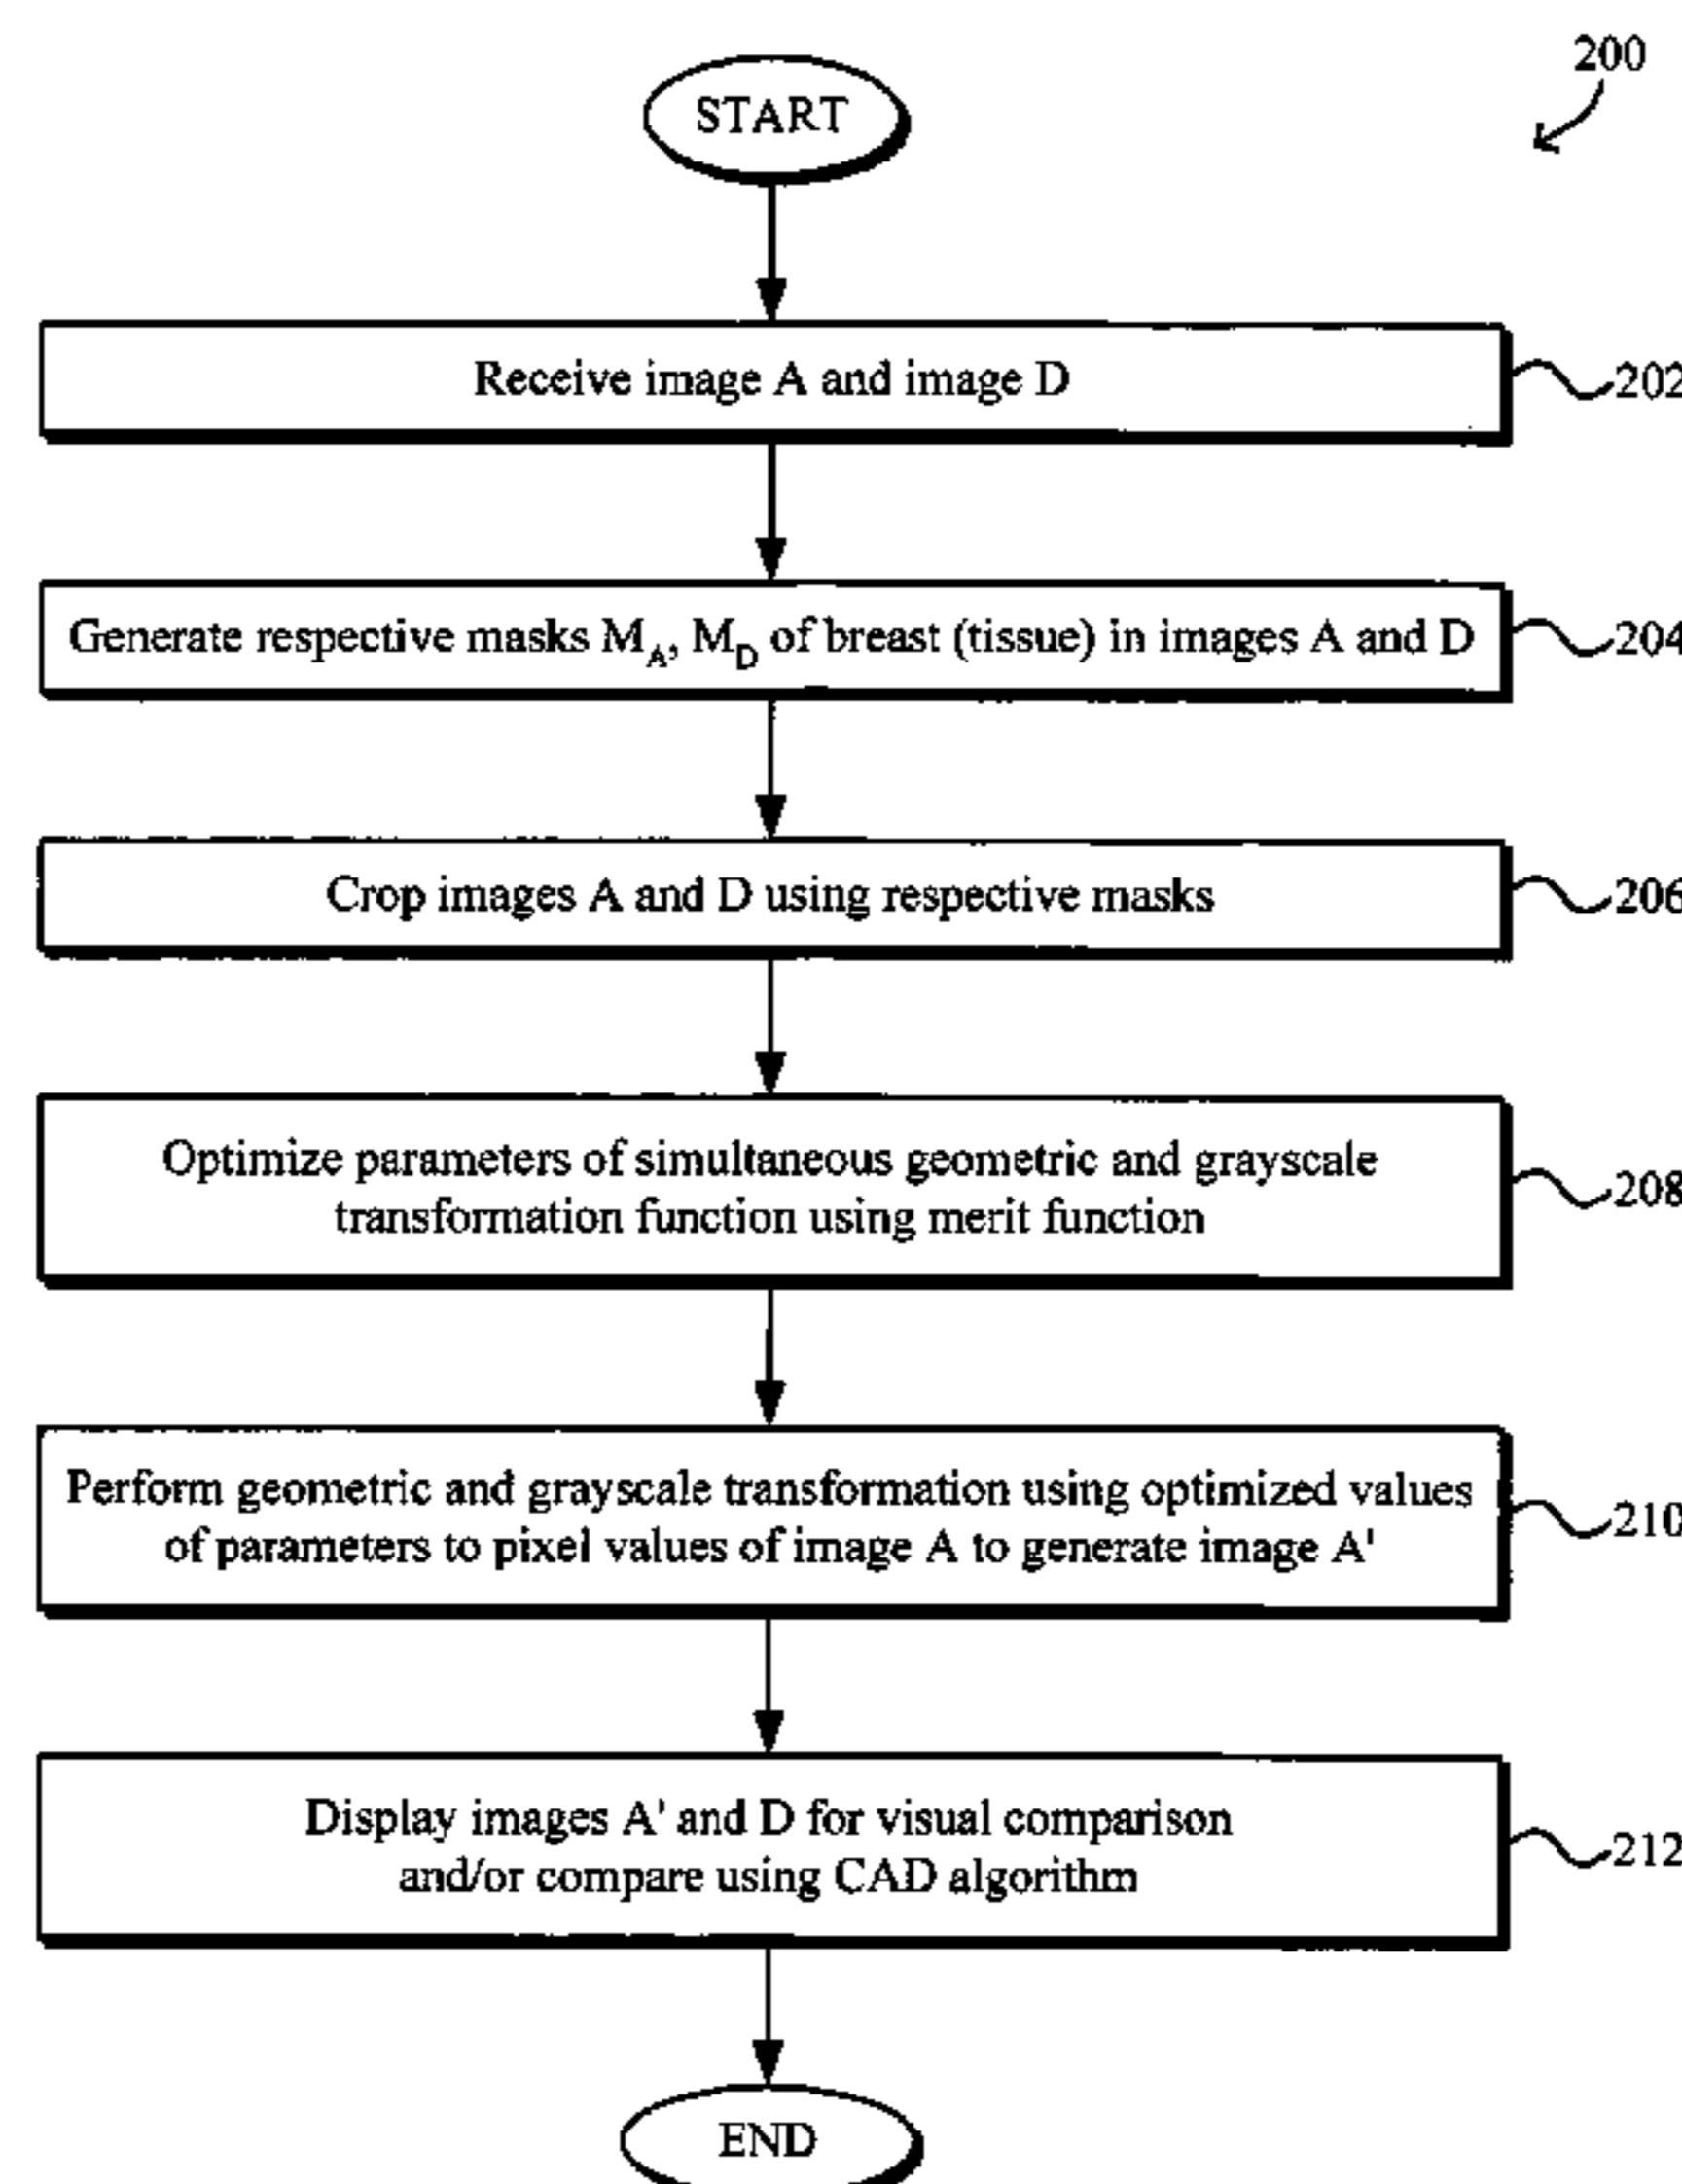 200
START
Receive image A and image D
202
Generate respective masks M_A, M_D of breast (tissue) in images A and D
204
Crop images A and D using respective masks
206
Optimize parameters of simultaneous geometric and grayscale
transformation function using merit function
208
Perform geometric and grayscale transformation using optimized values
of parameters to pixel values of image A to generate image A'
210
Display images A' and D for visual comparison
and/or compare using CAD algorithm
212
END